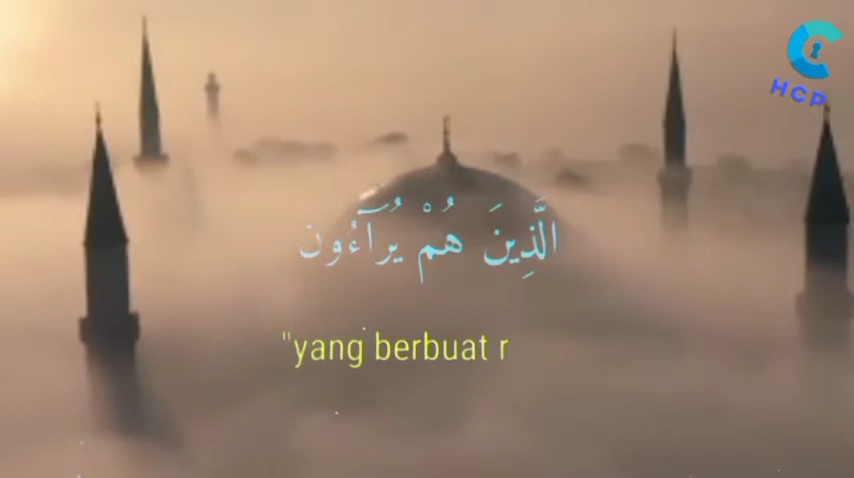 HCP
الَّذِينَ هُمْ يُرَآءُون
"yang berbuat r